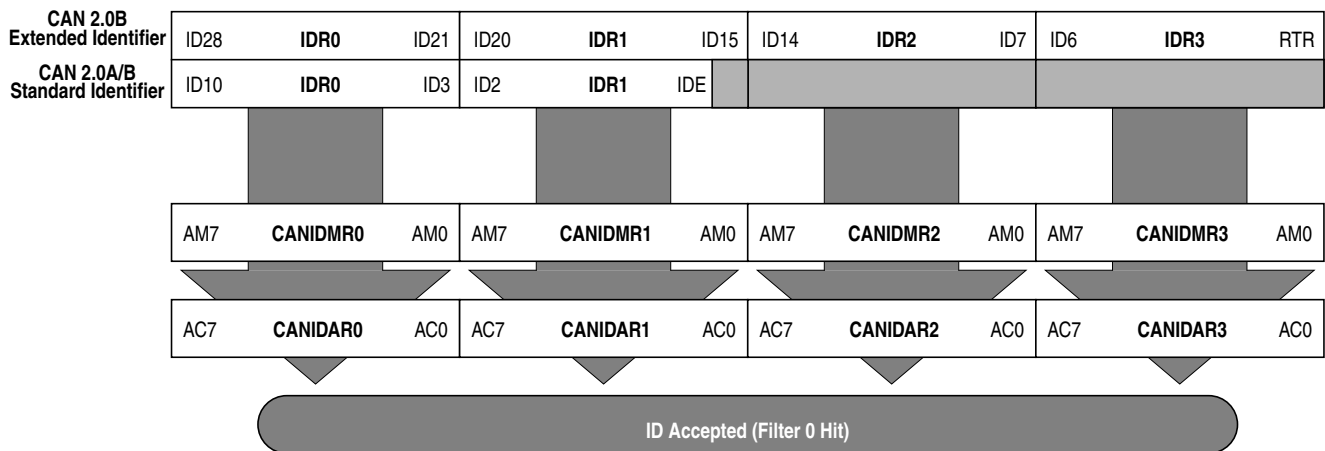 CAN 2.0B
Extended Identifier
ID28 IDR0 ID21 ID20 IDR1 ID15 ID14 IDR2 ID7 ID6 IDR3 RTR
CAN 2.0A/B
Standard Identifier
ID10 IDR0 ID3 ID2 IDR1 IDE
AM7 CANIDMR0 AM0 AM7 CANIDMR1 AM0 AM7 CANIDMR2 AM0 AM7 CANIDMR3 AM0
AC7 CANIDAR0 AC0 AC7 CANIDAR1 AC0 AC7 CANIDAR2 AC0 AC7 CANIDAR3 AC0
ID Accepted (Filter 0 Hit)